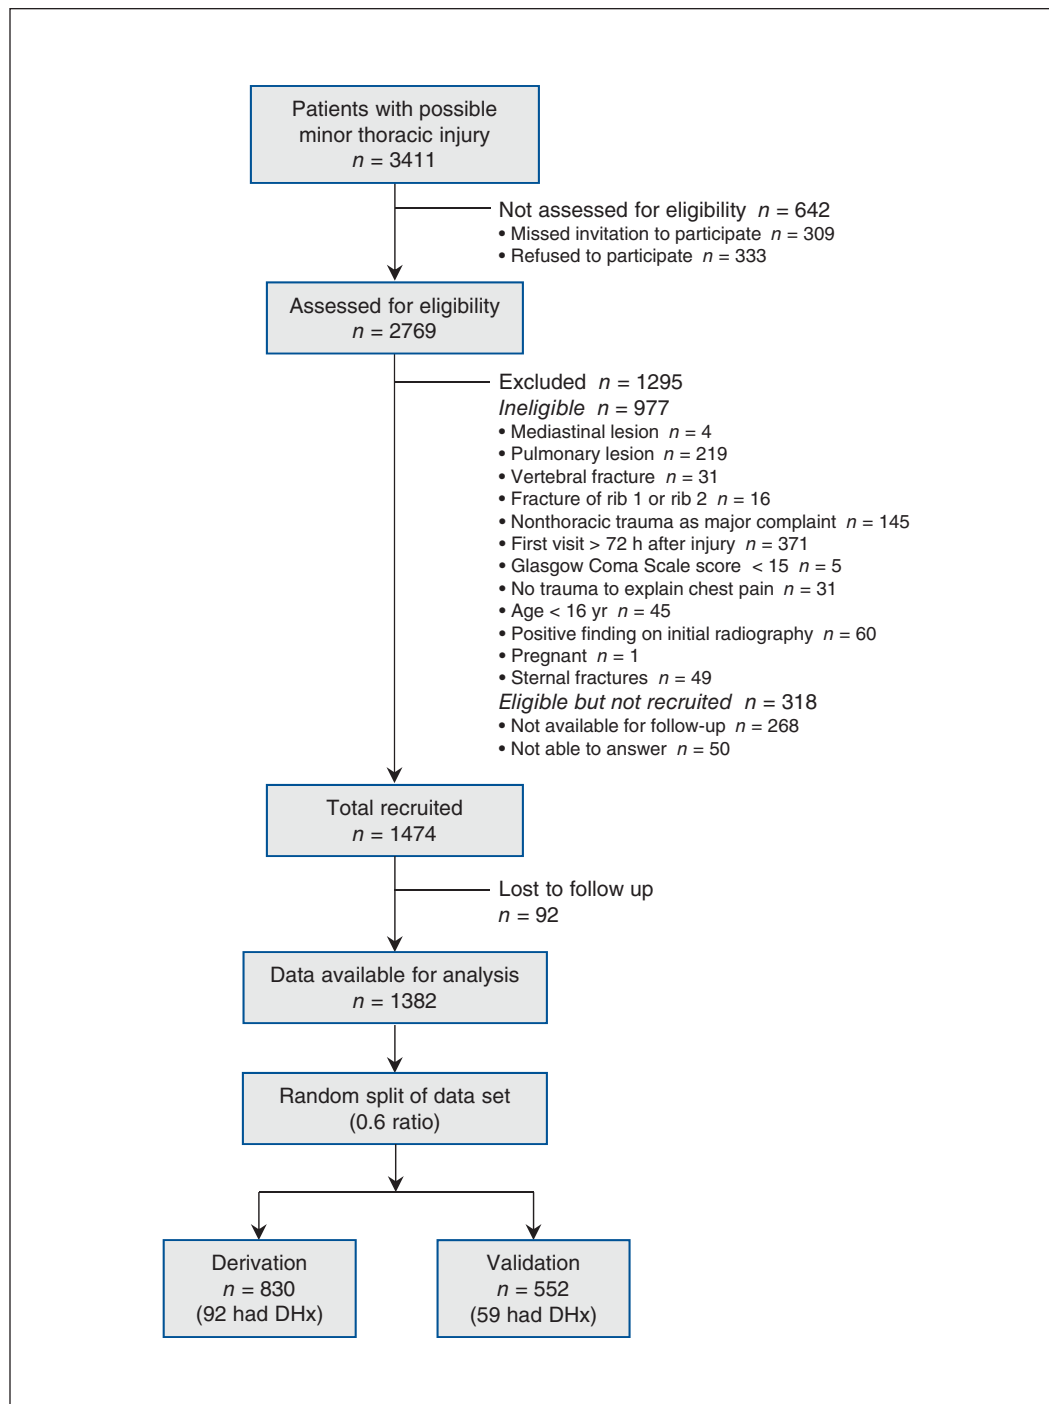 Patients with possible
minor thoracic injury
n = 3411
Not assessed for eligibility n = 642
• Missed invitation to participate n = 309
• Refused to participate n = 333
Assessed for eligibility
n = 2769
Excluded n = 1295
Ineligible n = 977
• Mediastinal lesion n = 4
• Pulmonary lesion n = 219
• Vertebral fracture n = 31
• Fracture of rib 1 or rib 2 n = 16
• Nonthoracic trauma as major complaint n = 145
• First visit > 72 h after injury n = 371
• Glasgow Coma Scale score < 15 n = 5
• No trauma to explain chest pain n = 31
• Age < 16 yr n = 45
• Positive finding on initial radiography n = 60
• Pregnant n = 1
• Sternal fractures n = 49
Eligible but not recruited n = 318
• Not available for follow-up n = 268
• Not able to answer n = 50
Total recruited
n = 1474
Lost to follow up
n = 92
Data available for analysis
n = 1382
Random split of data set
(0.6 ratio)
Derivation
n = 830
(92 had DHx)
Validation
n = 552
(59 had DHx)